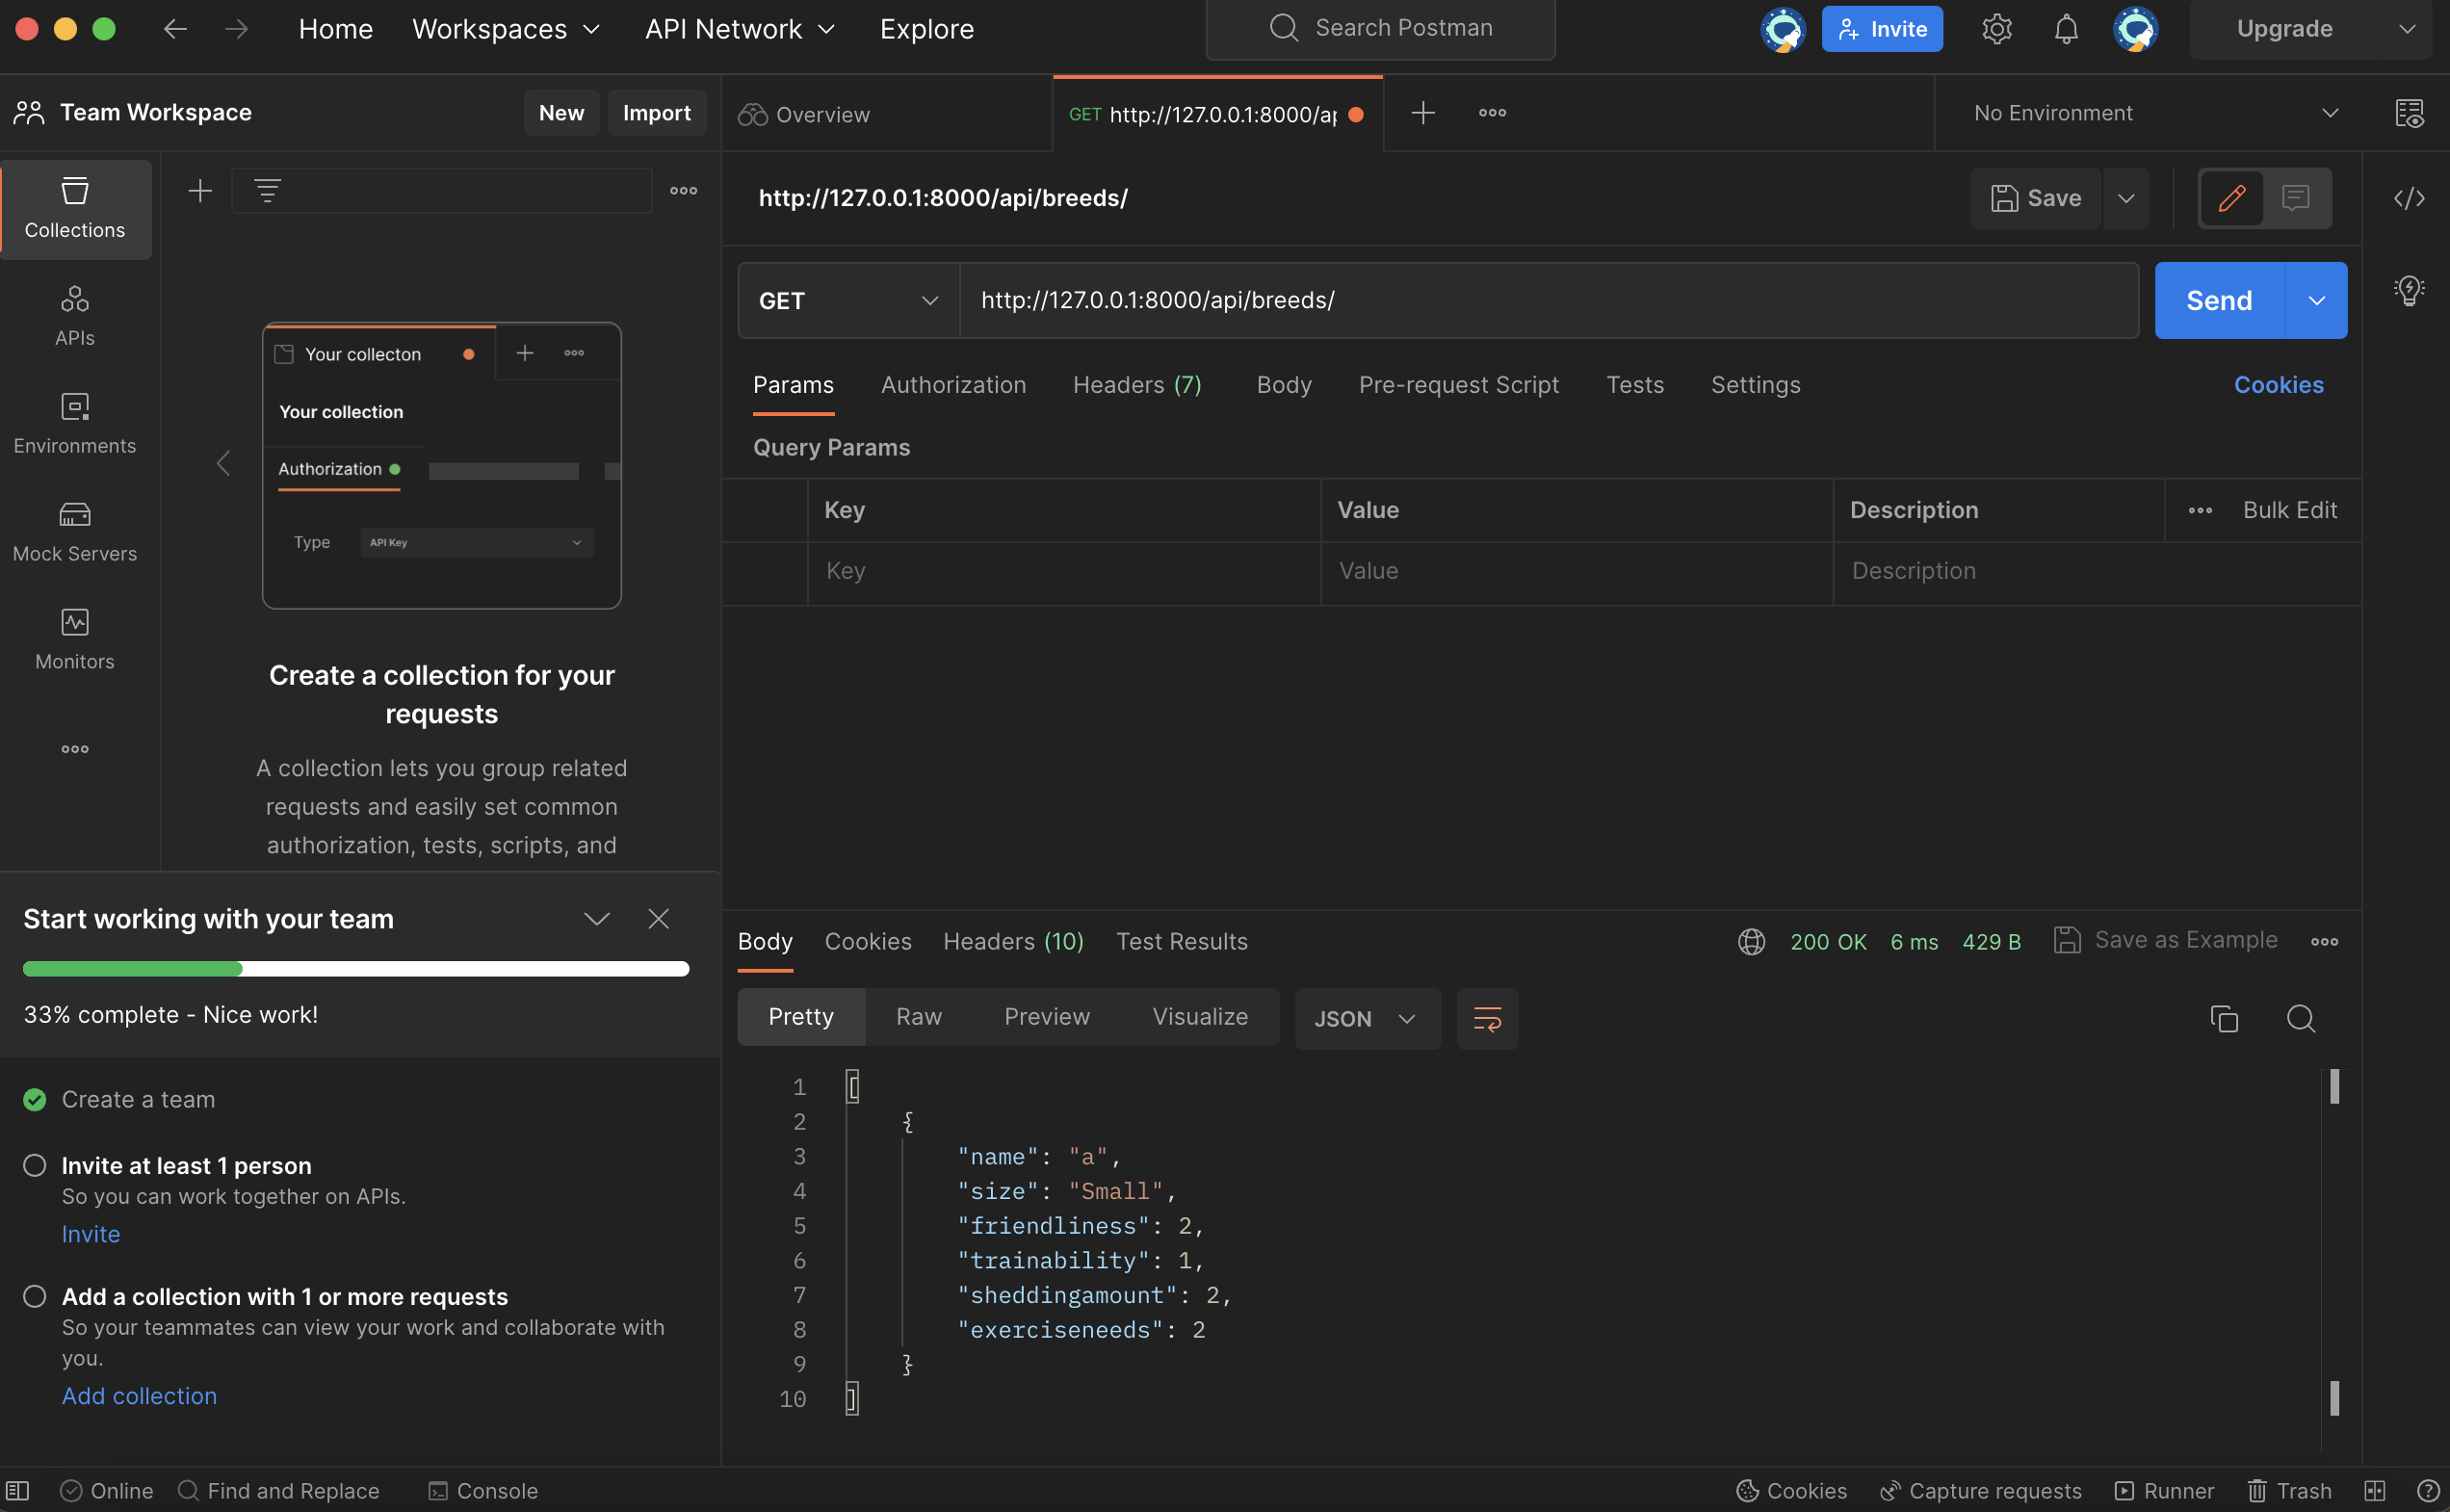 Home Workspaces API Network Explore Search Postman Invite Upgrade
Team Workspace New Import
Overview GET http://127.0.0.1:8000/ap No Environment
Collections
APIs
Environments
Mock Servers
Monitors
Your collecton
Your collection
Authorization
Type API Key
Create a collection for your
requests
A collection lets you group related
requests and easily set common
authorization, tests, scripts, and
Start working with your team
33% complete - Nice work!
Create a team
Invite at least 1 person
So you can work together on APIs.
Invite
Add a collection with 1 or more requests
So your teammates can view your work and collaborate with
you.
Add collection
http://127.0.0.1:8000/api/breeds/ Save
GET http://127.0.0.1:8000/api/breeds/ Send
Params Authorization Headers (7) Body Pre-request Script Tests Settings Cookies
Query Params
Key Value Description Bulk Edit
Key Value Description
Body Cookies Headers (10) Test Results 200 OK 6 ms 429 B Save as Example
Pretty Raw Preview Visualize JSON
1 [
2 {
3 "name": "a",
4 "size": "Small",
5 "friendliness": 2,
6 "trainability": 1,
7 "sheddingamount": 2,
8 "exerciseneeds": 2
9 }
10 ]
Online Find and Replace Console Cookies Capture requests Runner Trash